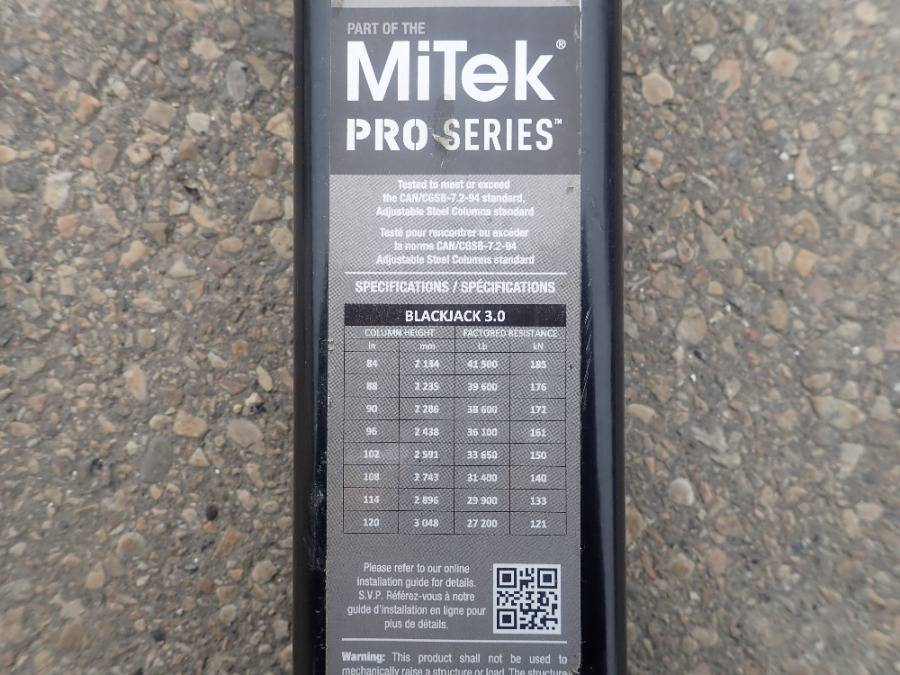 PART OF THE
MiTek®
PRO SERIES™
Tested to meet or exceed
the CAN/CGSB-7.2-94 standard,
Adjustable Steel Columns standard
Testé pour rencontrer ou excéder
la norme CAN/CGSB-7.2-94
Adjustable Steel Columns standard
SPECIFICATIONS / SPÉCIFICATIONS
BLACKJACK 3.0
COLUMN HEIGHT FACTORED RESISTANCE
in mm Lb kN
84 2 134 41 500 185
88 2 235 39 600 176
90 2 286 38 600 172
96 2 438 36 100 161
102 2 591 33 650 150
108 2 743 31 400 140
114 2 896 29 900 133
120 3 048 27 200 121
Please refer to our online
installation guide for details.
S.V.P. Référez-vous à notre
guide d'installation en ligne pour
plus de détails.
Warning: This product shall not be used to
mechanically raise a structure or load. The structure